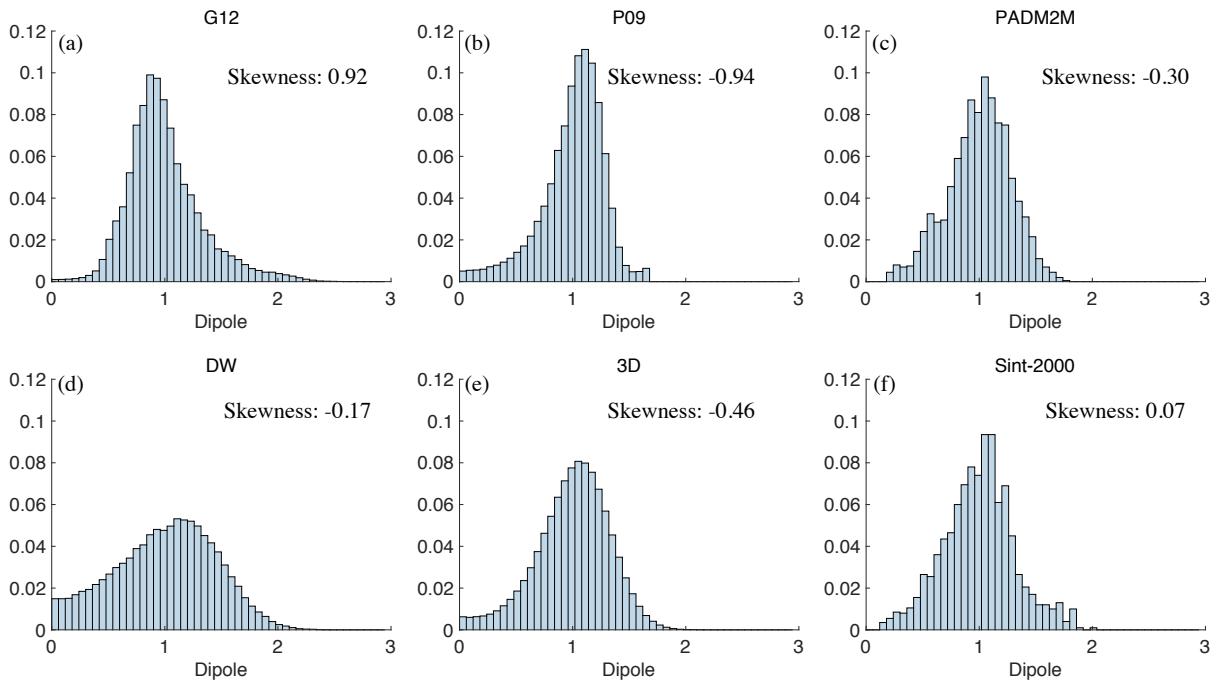 G12
P09
PADM2M
0.12
0.1
0.08
0.06
0.04
0.02
0
(a)
Skewness: 0.92
0 1 2 3
Dipole
0.12
0.1
0.08
0.06
0.04
0.02
0
(b)
Skewness: -0.94
0 1 2 3
Dipole
0.12
0.1
0.08
0.06
0.04
0.02
0
(c)
Skewness: -0.30
0 1 2 3
Dipole
DW
3D
Sint-2000
0.12
0.1
0.08
0.06
0.04
0.02
0
(d)
Skewness: -0.17
0 1 2 3
Dipole
0.12
0.1
0.08
0.06
0.04
0.02
0
(e)
Skewness: -0.46
0 1 2 3
Dipole
0.12
0.1
0.08
0.06
0.04
0.02
0
(f)
Skewness: 0.07
0 1 2 3
Dipole